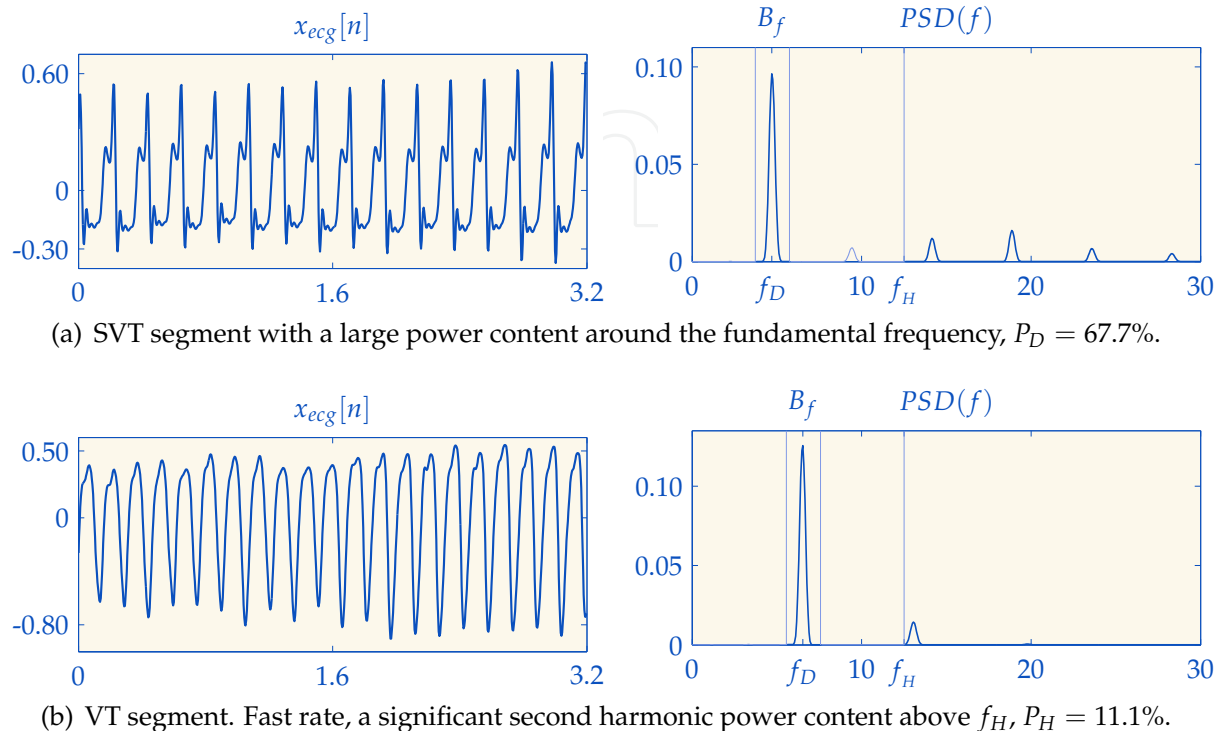 x_ecg[n]
B_f PSD(f)
0.60
0
-0.30
0 1.6 3.2
0.10
0.05
0
0 f_D 10 f_H 20 30
(a) SVT segment with a large power content around the fundamental frequency, P_D = 67.7%.
x_ecg[n]
B_f PSD(f)
0.50
0
-0.80
0 1.6 3.2
0.10
0.05
0
0 f_D 10 f_H 20 30
(b) VT segment. Fast rate, a significant second harmonic power content above f_H, P_H = 11.1%.